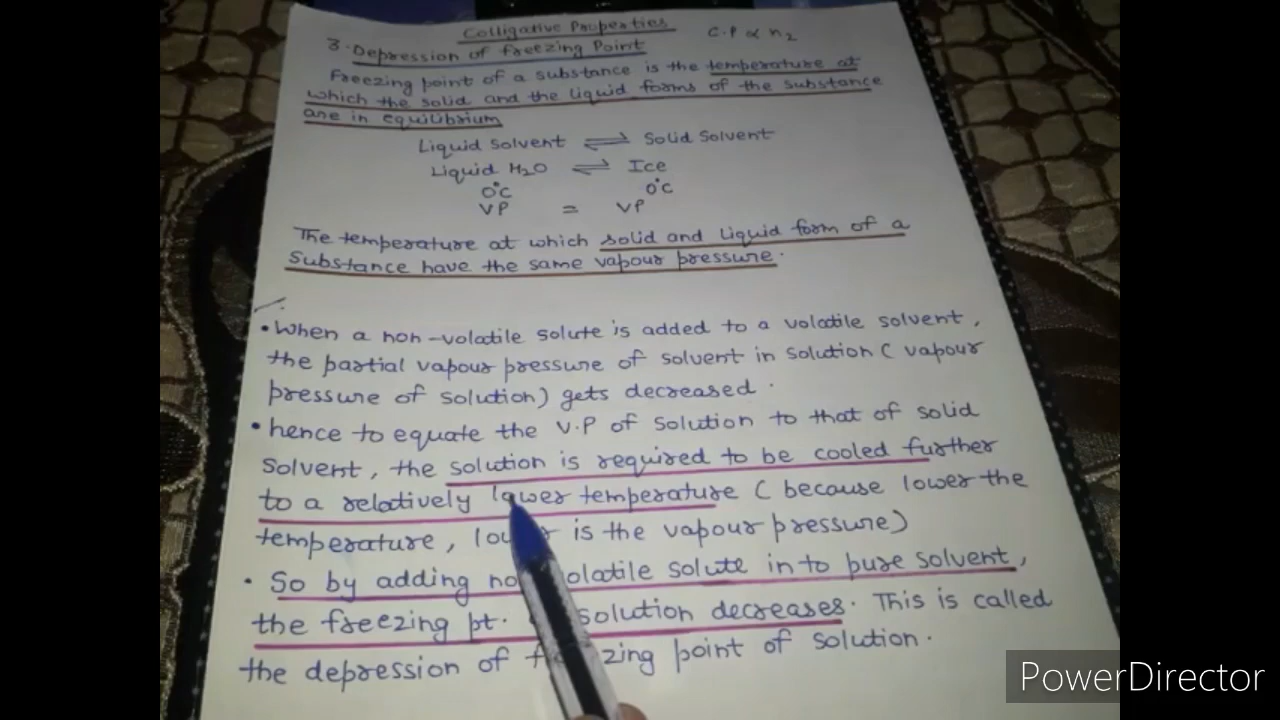 Colligative Properties
C.P ∝ n₂
3. Depression of Freezing Point
Freezing point of a substance is the temperature at
which the solid and the liquid forms of the substance
are in equilibrium
Liquid Solvent ⇌ Solid Solvent
Liquid H₂O ⇌ Ice
0°C 0°C
VP = VP
The temperature at which solid and liquid form of a
Substance have the same vapour pressure.
• When a non-volatile solute is added to a volatile solvent,
the partial vapour pressure of solvent in solution ( vapour
pressure of solution) gets decreased.
• hence to equate the V.P of solution to that of solid
solvent, the solution is required to be cooled further
to a relatively lower temperature ( because lower the
temperature, is the vapour pressure)
• So by adding solute in to pure solvent,
the freezing pt. solution decreases. This is called
the depression of point of solution.
PowerDirector